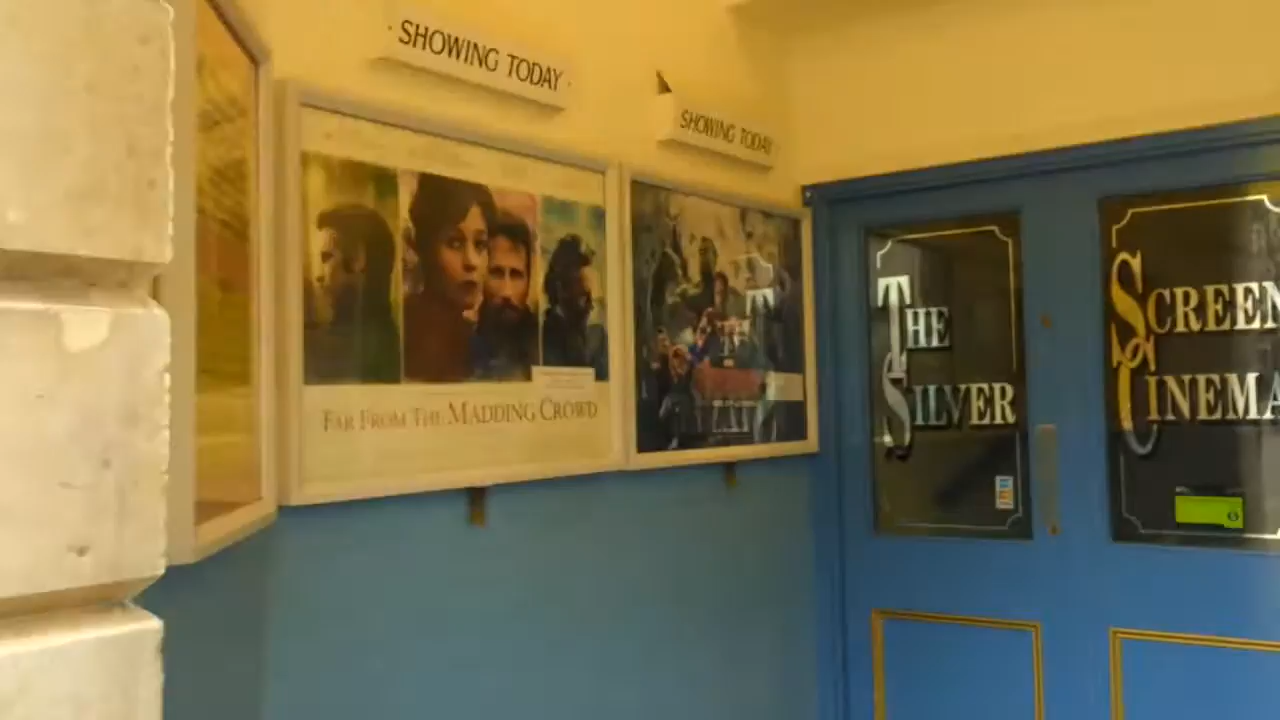 · SHOWING TODAY ·
SHOWING TODAY
FAR FROM THE MADDING CROWD
THE
SILVER
SCREEN
CINEMA